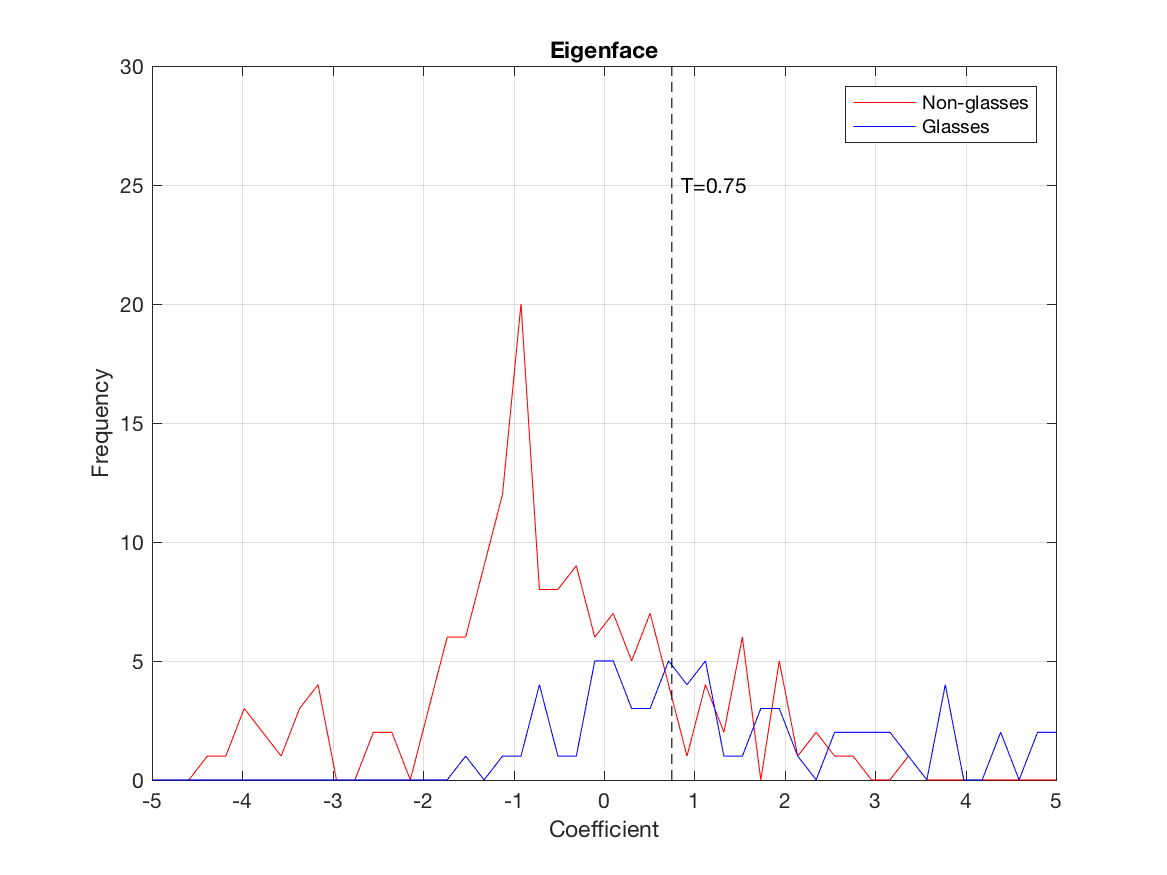 Eigenface
30
25
20
15
10
5
0
Frequency
Non-glasses
Glasses
T=0.75
-5 -4 -3 -2 -1 0 1 2 3 4 5
Coefficient